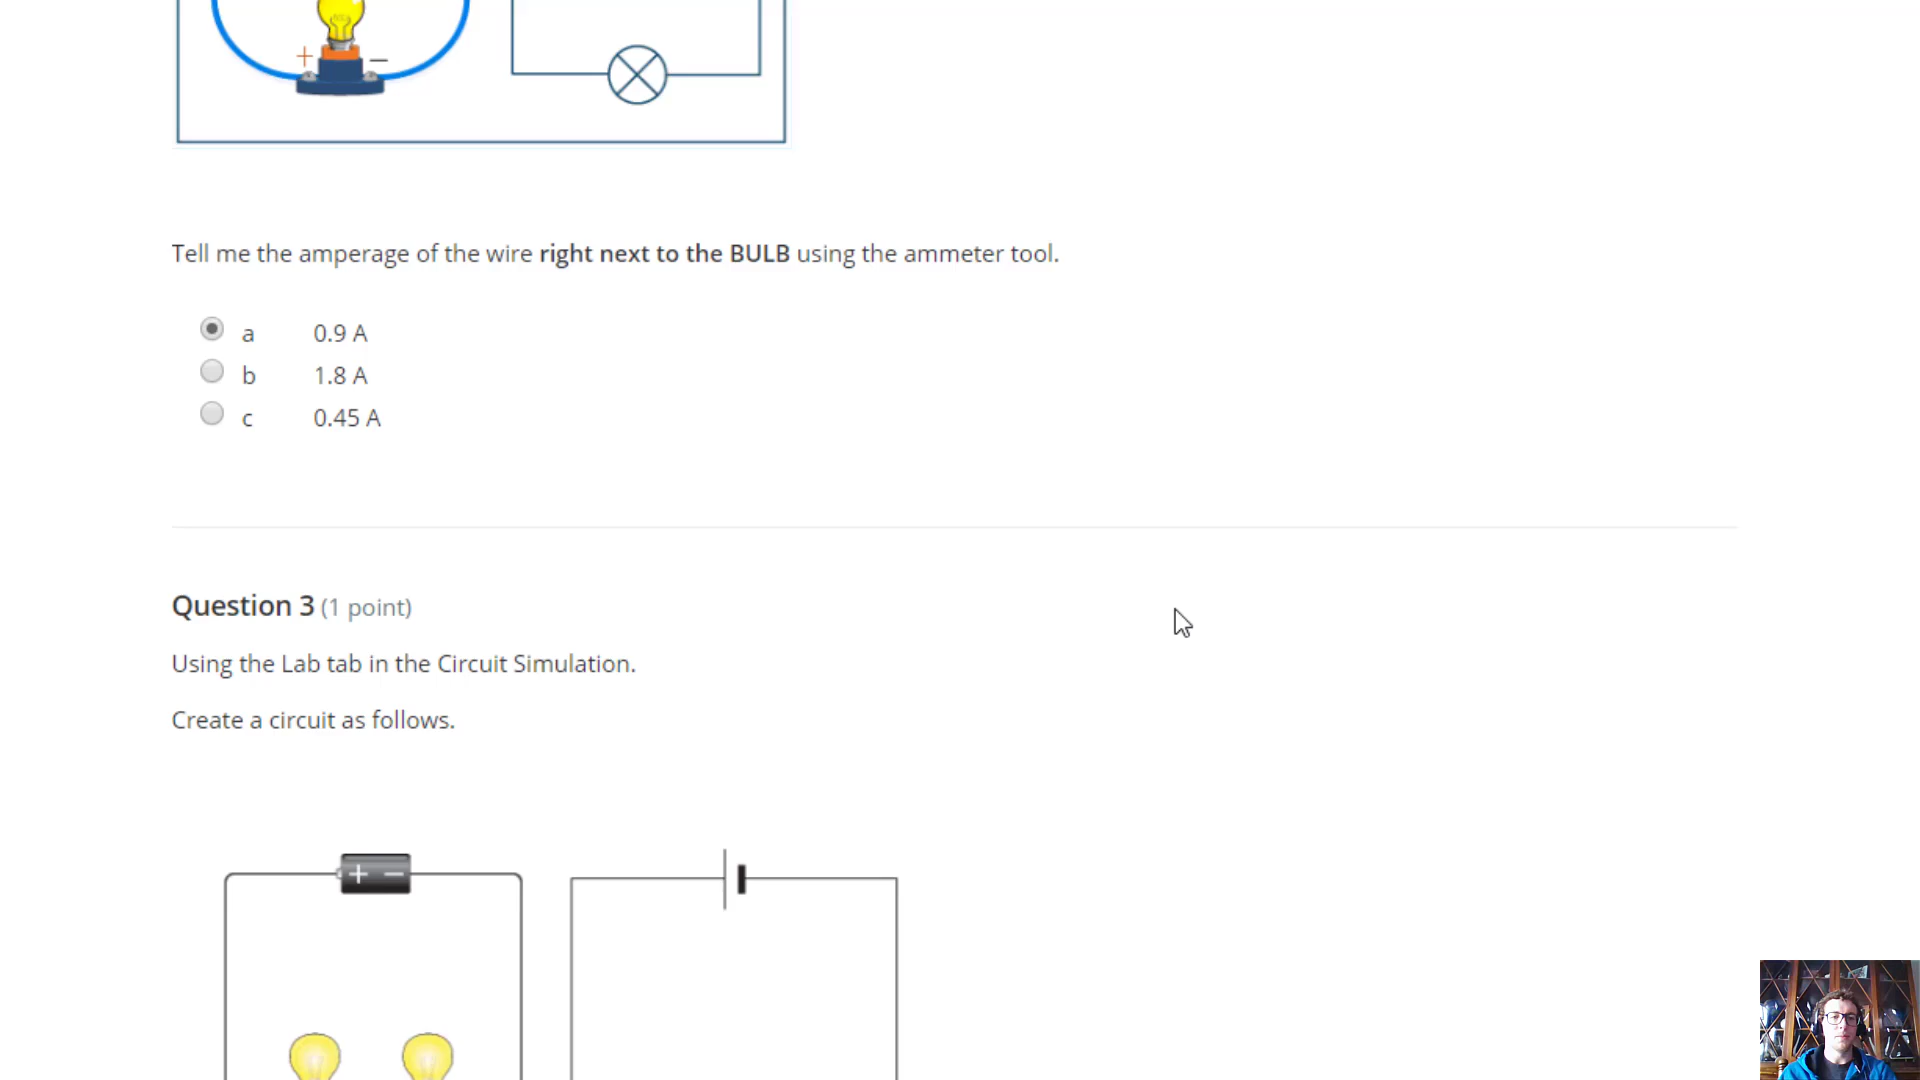 + −
Tell me the amperage of the wire right next to the BULB using the ammeter tool.
a 0.9 A
b 1.8 A
c 0.45 A
Question 3 (1 point)
Using the Lab tab in the Circuit Simulation.
Create a circuit as follows.
+ −